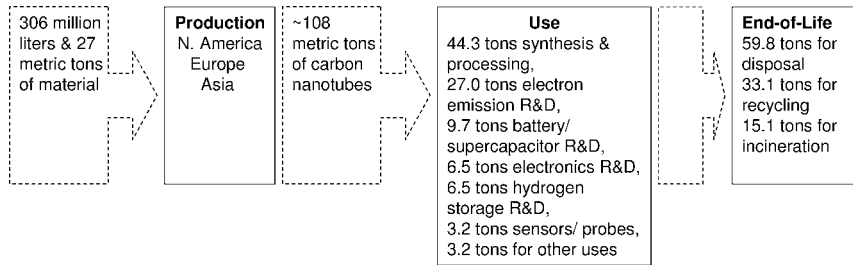 306 million
liters & 27
metric tons
of material
Production
N. America
Europe
Asia
~108
metric tons
of carbon
nanotubes
Use
44.3 tons synthesis &
processing,
27.0 tons electron
emission R&D,
9.7 tons battery/
supercapacitor R&D,
6.5 tons electronics R&D,
6.5 tons hydrogen
storage R&D,
3.2 tons sensors/ probes,
3.2 tons for other uses
End-of-Life
59.8 tons for
disposal
33.1 tons for
recycling
15.1 tons for
incineration